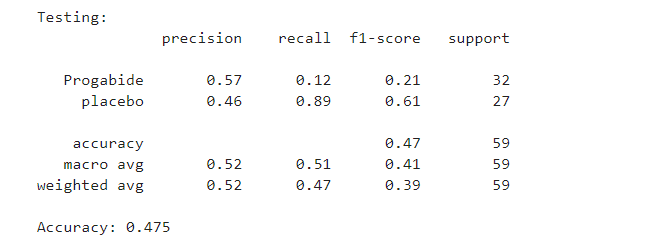 Testing:
precision recall f1-score support
Progabide 0.57 0.12 0.21 32
placebo 0.46 0.89 0.61 27
accuracy 0.47 59
macro avg 0.52 0.51 0.41 59
weighted avg 0.52 0.47 0.39 59
Accuracy: 0.475